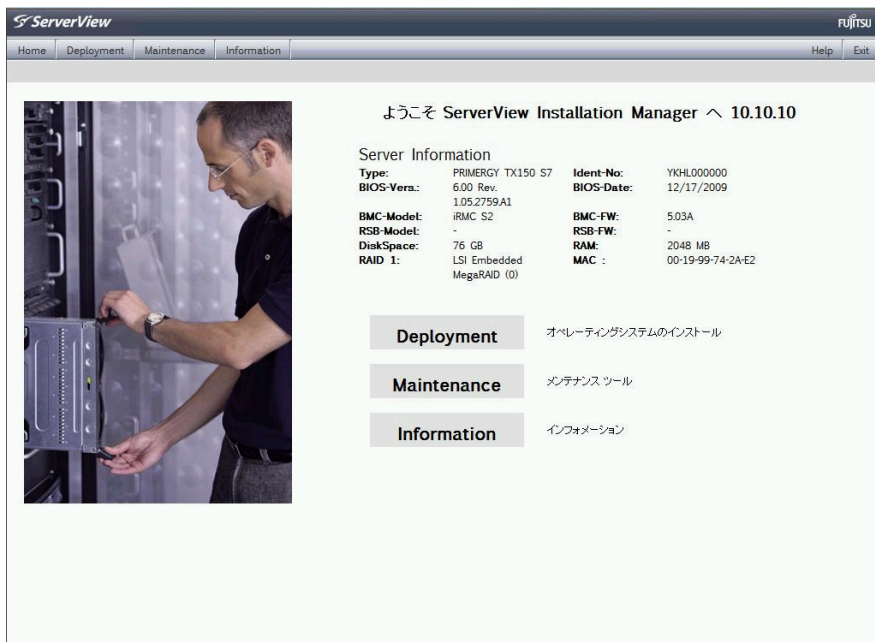 ServerView
FUJITSU
Home Deployment Maintenance Information Help Exit
ようこそ ServerView Installation Manager へ 10.10.10
Server Information
Type: PRIMERGY TX150 S7 Ident-No: YKHL000000
BIOS-Vers.: 6.00 Rev. BIOS-Date: 12/17/2009
1.05.2759.A1
BMC-Model: iRMC S2 BMC-FW: 5.03A
RSB-Model: - RSB-FW: -
DiskSpace: 76 GB RAM: 2048 MB
RAID 1: LSI Embedded MAC : 00-19-99-74-2A-E2
MegaRAID (0)
Deployment オペレーティングシステムのインストール
Maintenance メンテナンス ツール
Information インフォメーション